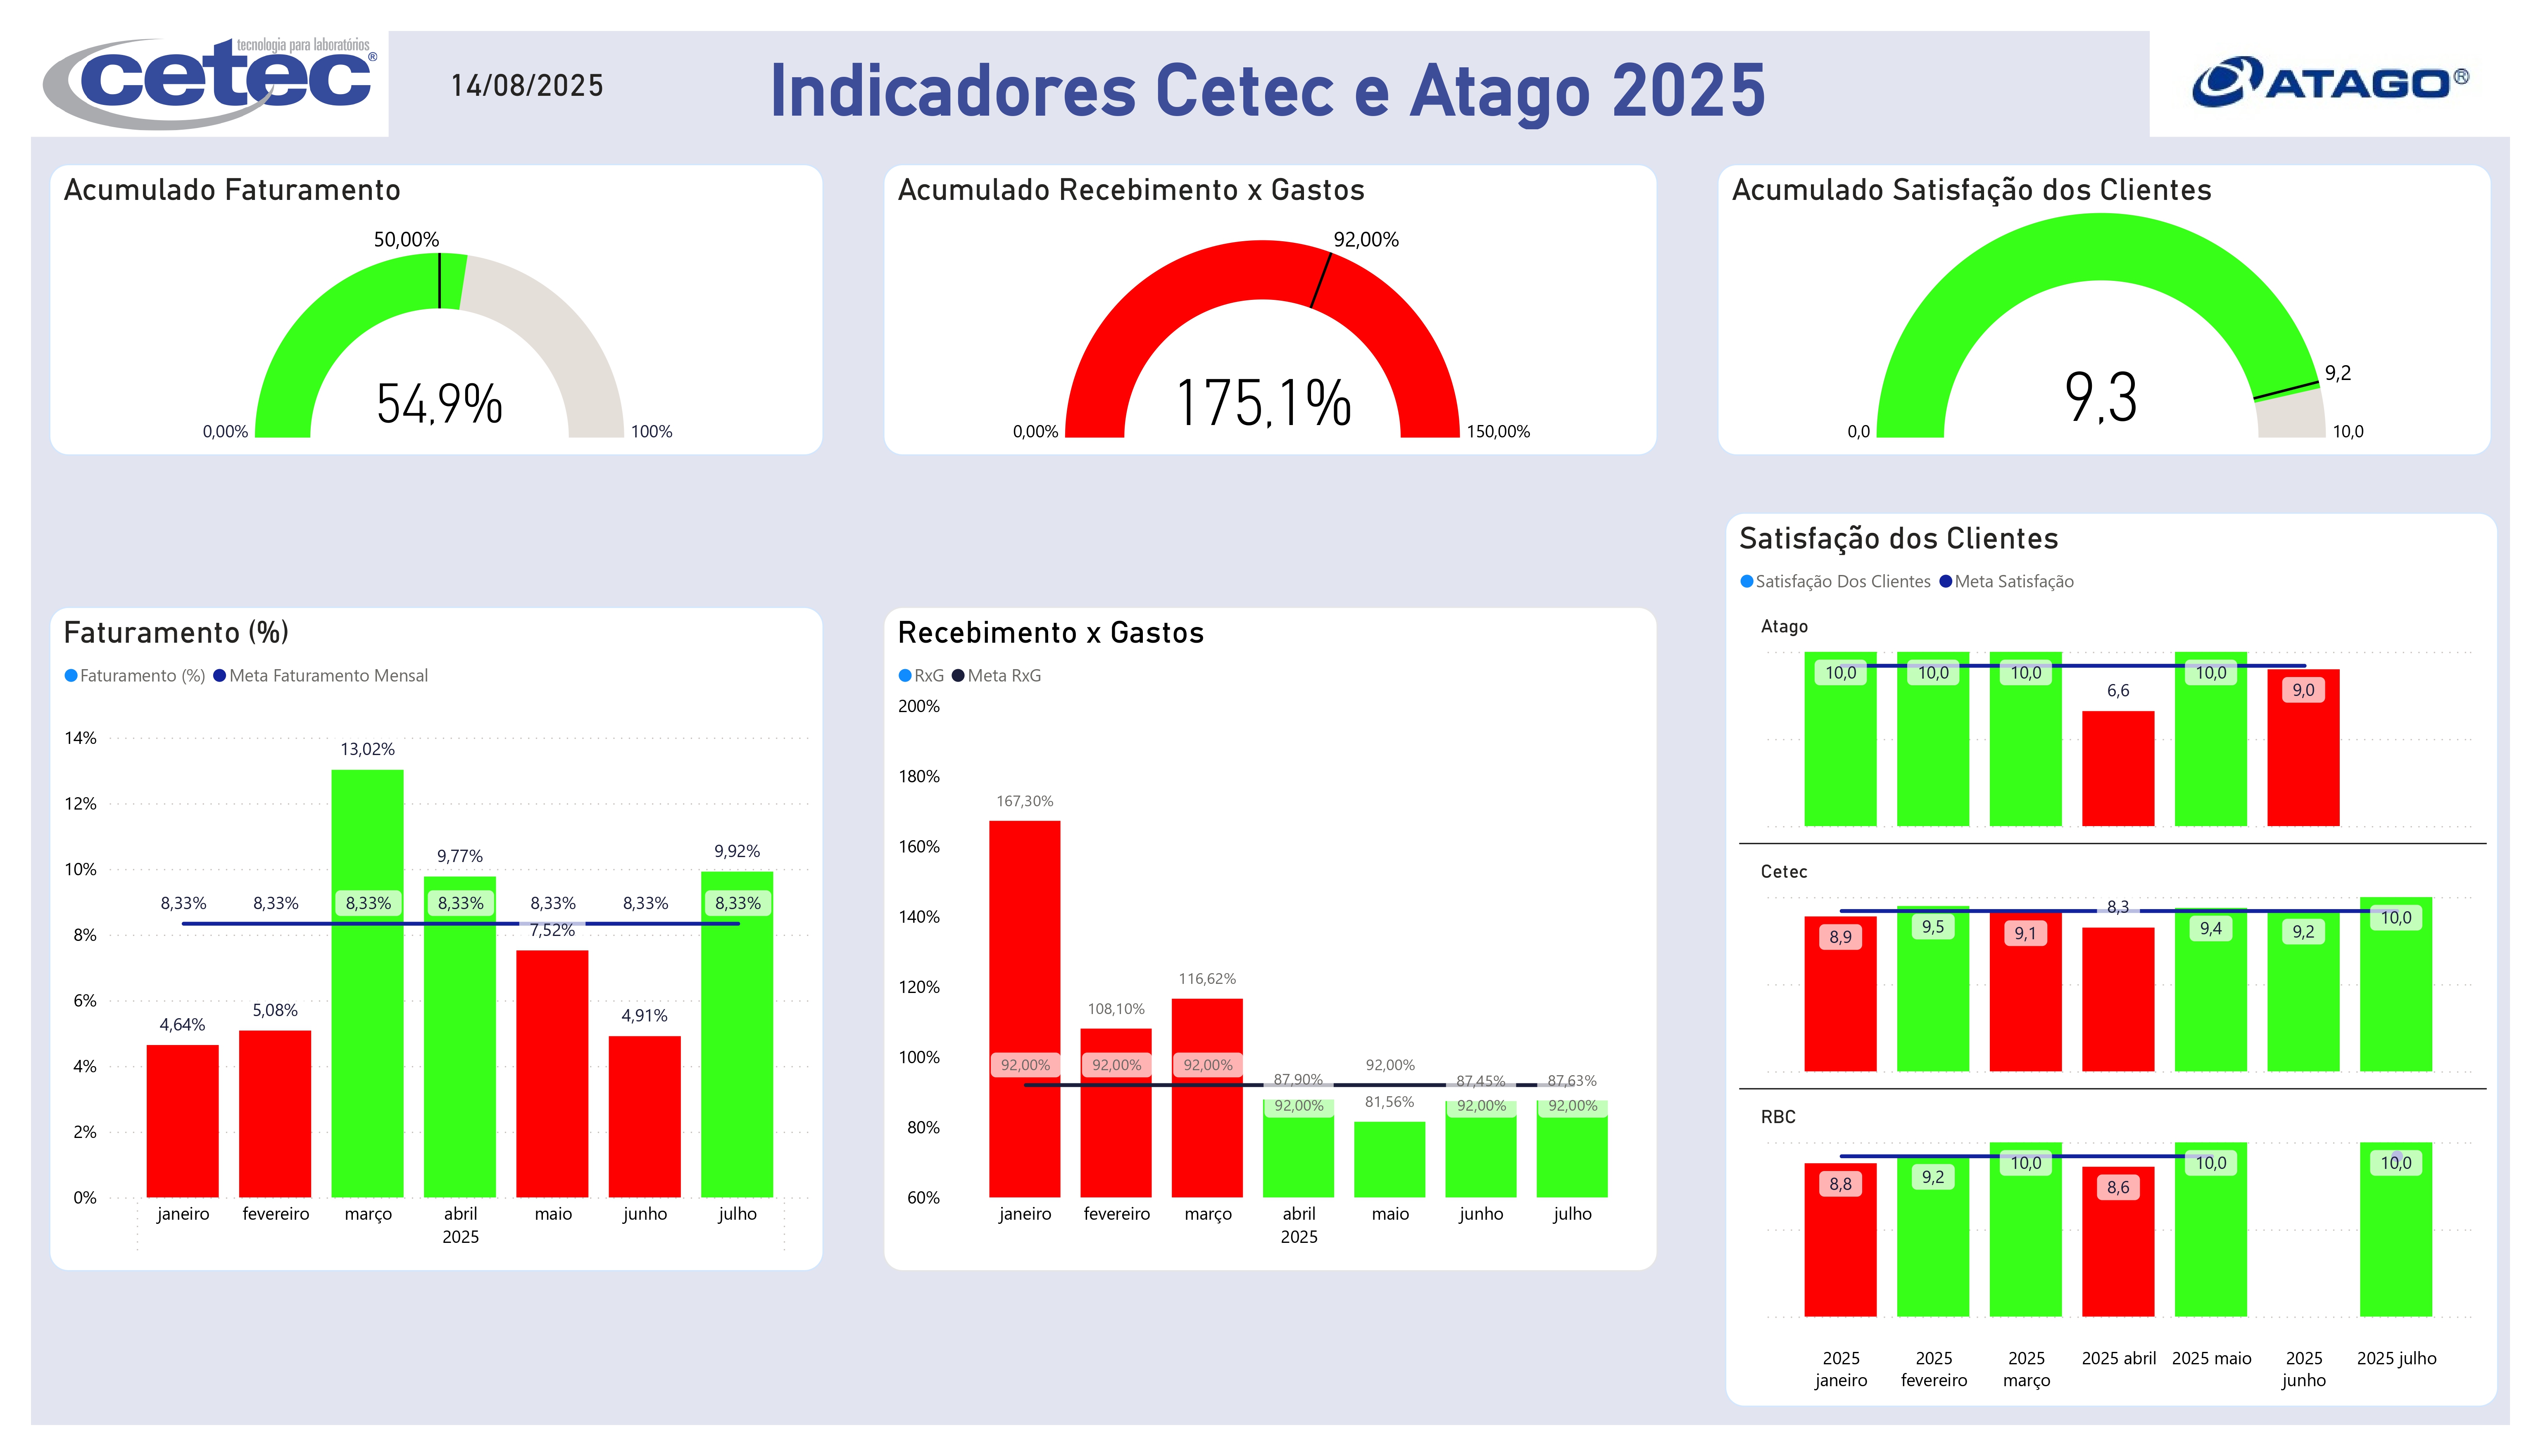 tecnologia para laboratórios
cetec®
14/08/2025
Indicadores Cetec e Atago 2025
ATAGO®
Acumulado Faturamento
50,00%
54,9%
0,00%
100%
Acumulado Recebimento x Gastos
92,00%
175,1%
0,00%
150,00%
Acumulado Satisfação dos Clientes
9,2
9,3
0,0
10,0
Faturamento (%)
Faturamento (%) Meta Faturamento Mensal
14%
13,02%
12%
9,77%
9,92%
10%
8,33% 8,33% 8,33% 8,33% 8,33% 8,33% 8,33%
8%
7,52%
6%
5,08%
4,91%
4,64%
4%
2%
0%
janeiro fevereiro março abril maio junho julho
2025
Recebimento x Gastos
RxG Meta RxG
200%
180%
167,30%
160%
140%
120%
116,62%
108,10%
100%
92,00% 92,00% 92,00% 92,00%
87,90% 87,45% 87,63%
92,00% 81,56% 92,00% 92,00%
80%
60%
janeiro fevereiro março abril maio junho julho
2025
Satisfação dos Clientes
Satisfação Dos Clientes Meta Satisfação
Atago
10,0 10,0 10,0 6,6 10,0 9,0
Cetec
8,9 9,5 9,1 8,3 9,4 9,2 10,0
RBC
8,8 9,2 10,0 8,6 10,0 10,0
2025 janeiro
2025 fevereiro
2025 março
2025 abril
2025 maio
2025 junho
2025 julho